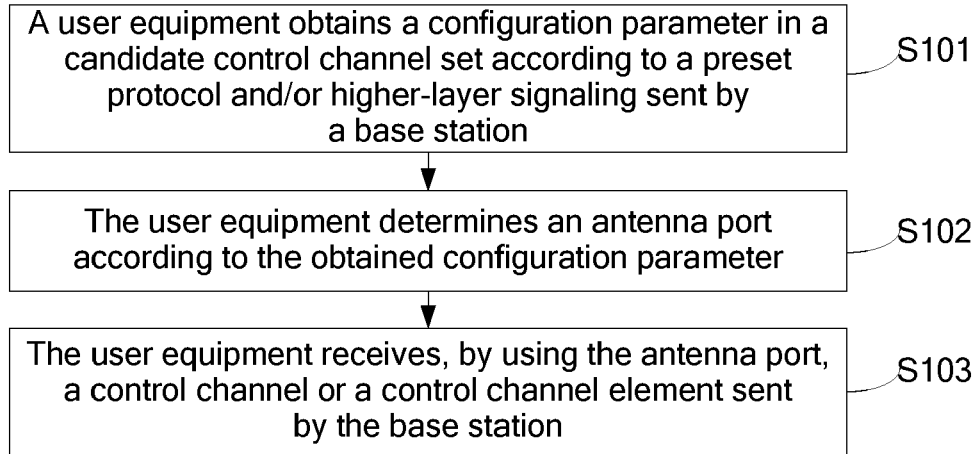 A user equipment obtains a configuration parameter in a
candidate control channel set according to a preset
protocol and/or higher-layer signaling sent by
a base station
S101
The user equipment determines an antenna port
according to the obtained configuration parameter
S102
The user equipment receives, by using the antenna port,
a control channel or a control channel element sent
by the base station
S103